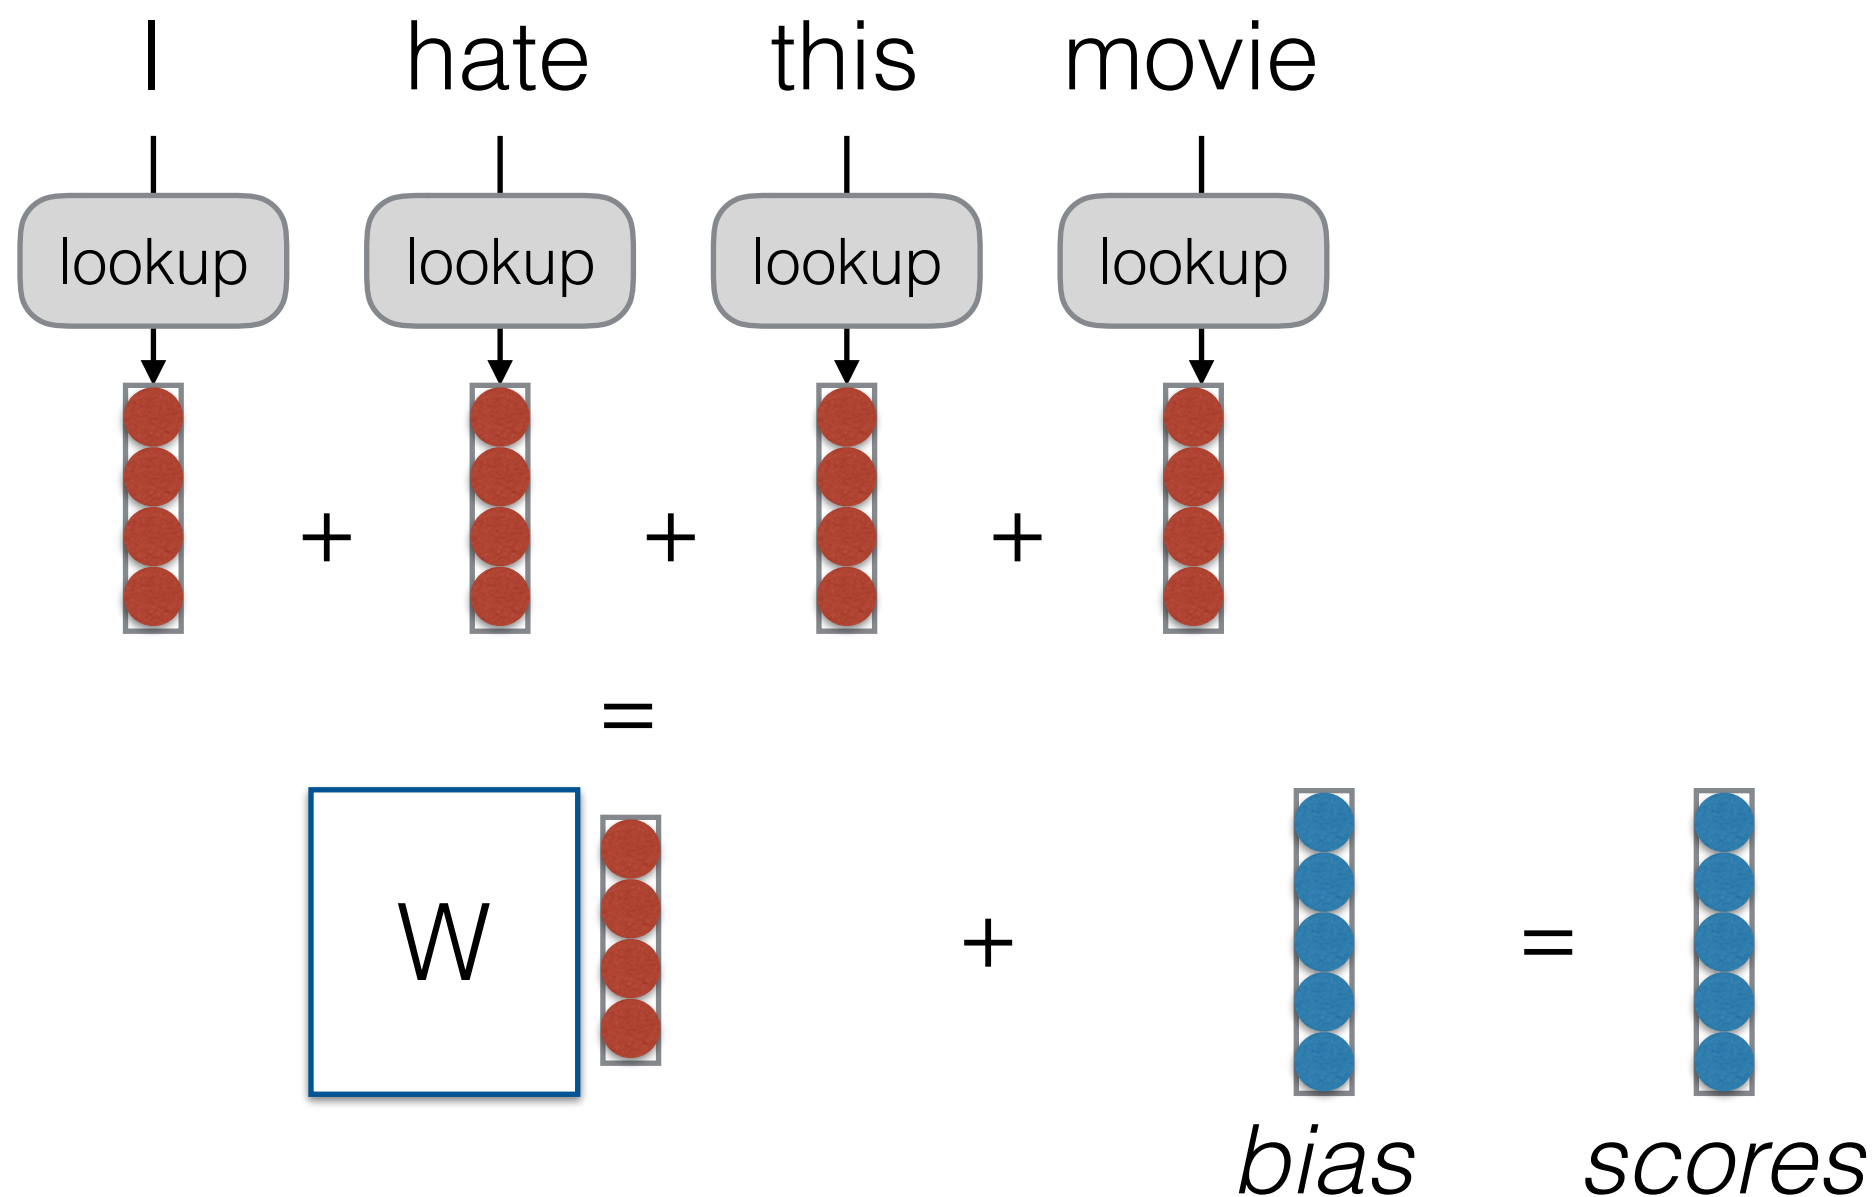 I hate this movie
lookup lookup lookup lookup
+ + +
=
W + =
bias scores